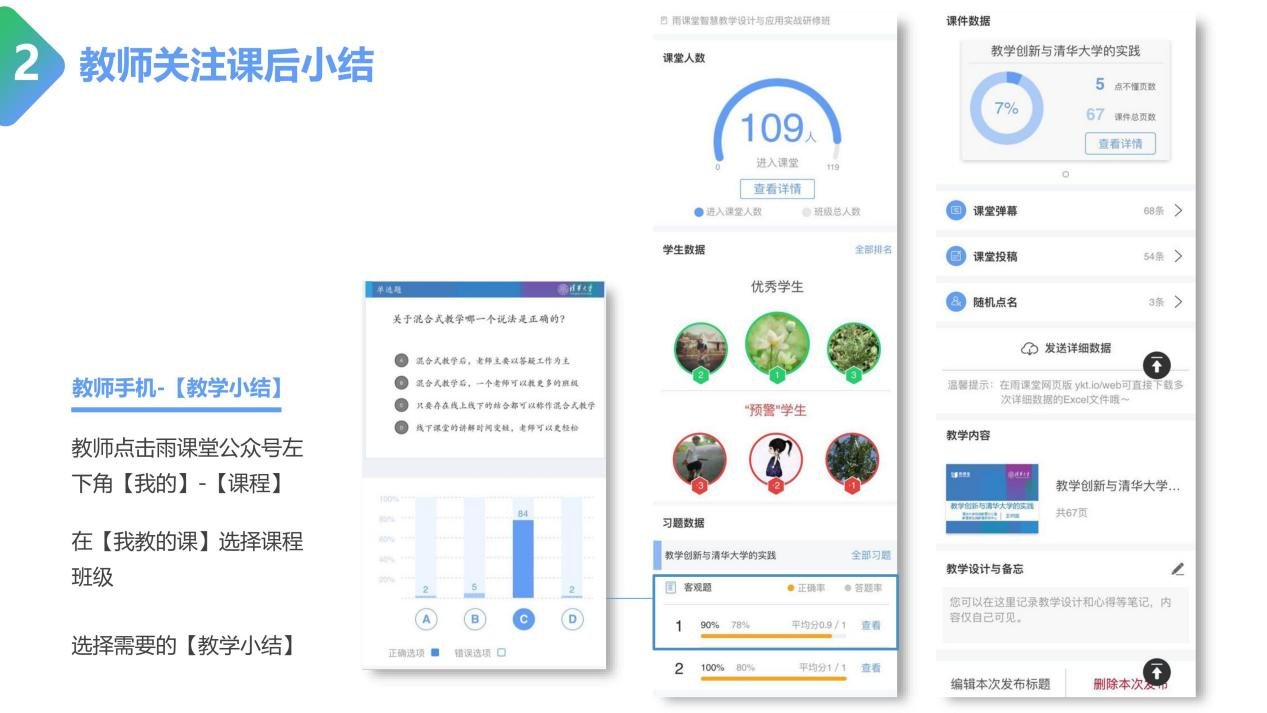 2
教师关注课后小结
教师手机-【教学小结】
教师点击雨课堂公众号左
下角【我的】-【课程】
在【我教的课】选择课程
班级
选择需要的【教学小结】
单选题
清华大学
关于混合式教学哪一个说法是正确的?
A 混合式教学后，老师主要以答疑工作为主
B 混合式教学后，一个老师可以教更多的班级
C 只要存在线上线下的结合都可以称作混合式教学
D 线下课堂的讲解时间变短，老师可以更轻松
100%
80%
60%
40%
20%
2
5
84
2
A
B
C
D
正确选项
错误选项
雨课堂智慧教学设计与应用实战研修班
课堂人数
109人
0
进入课堂
119
查看详情
进入课堂人数
班级总人数
学生数据
全部排名
优秀学生
2
1
3
“预警”学生
-3
-2
-1
习题数据
教学创新与清华大学的实践
全部习题
客观题
正确率
答题率
1 90% 78% 平均分0.9 / 1 查看
2 100% 80% 平均分1 / 1 查看
课件数据
教学创新与清华大学的实践
7%
5 点不懂页数
67 课件总页数
查看详情
课堂弹幕 68条
课堂投稿 54条
随机点名 3条
发送详细数据
温馨提示：在雨课堂网页版 ykt.io/web可直接下载多
次详细数据的Excel文件哦～
教学内容
雨课堂
清华大学
教学创新与清华大学的实践
教学创新与清华大学...
共67页
教学设计与备忘
您可以在这里记录教学设计和心得等笔记，内
容仅自己可见。
编辑本次发布标题
删除本次发布